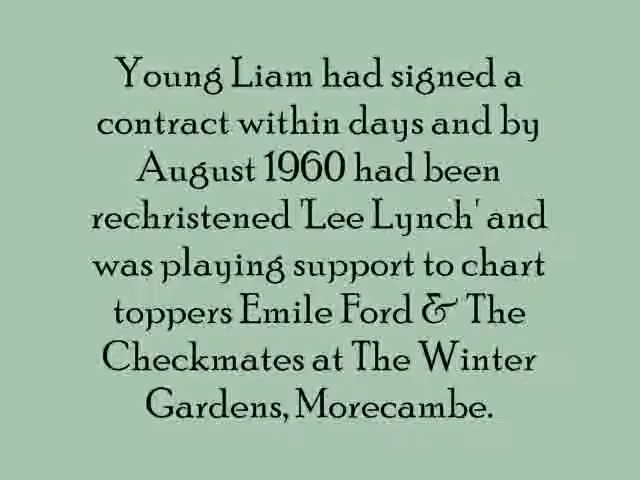 Young Liam had signed a
contract within days and by
August 1960 had been
rechristened 'Lee Lynch' and
was playing support to chart
toppers Emile Ford & The
Checkmates at The Winter
Gardens, Morecambe.